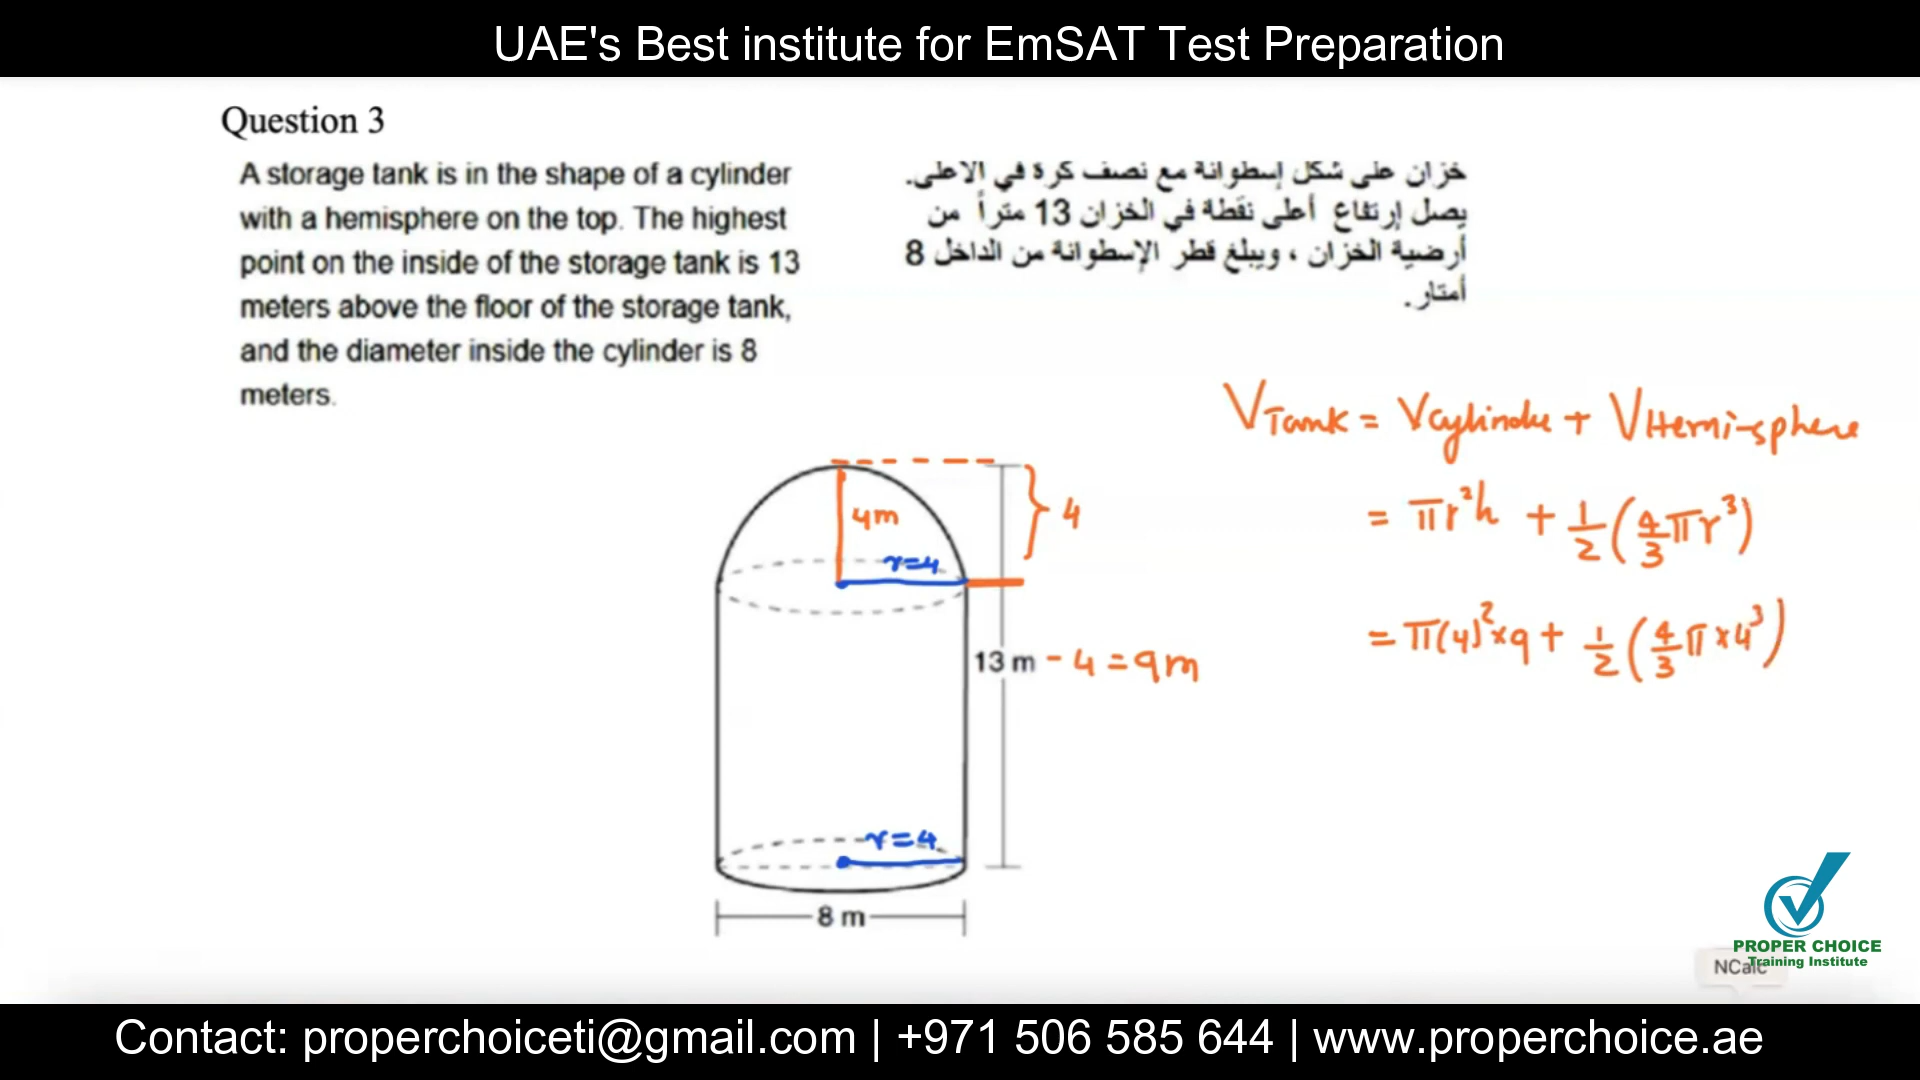 UAE's Best institute for EmSAT Test Preparation
Question 3
A storage tank is in the shape of a cylinder
with a hemisphere on the top. The highest
point on the inside of the storage tank is 13
meters above the floor of the storage tank,
and the diameter inside the cylinder is 8
meters.
خزان على شكل إسطوانة مع نصف كرة في الاعلى.
يصل إرتفاع أعلى نقطة في الخزان 13 متراً من
أرضية الخزان ، ويبلغ قطر الإسطوانة من الداخل 8
أمتار.
V Tank = V cylinder + V Hemi-sphere
= πr²h + 1/2 (4/3 πr³)
= π(4)²×9 + 1/2 (4/3 π×4³)
4m
4
r=4
13 m - 4 = 9m
r=4
8 m
PROPER CHOICE
Training Institute
NCalc
Contact: properchoiceti@gmail.com | +971 506 585 644 | www.properchoice.ae